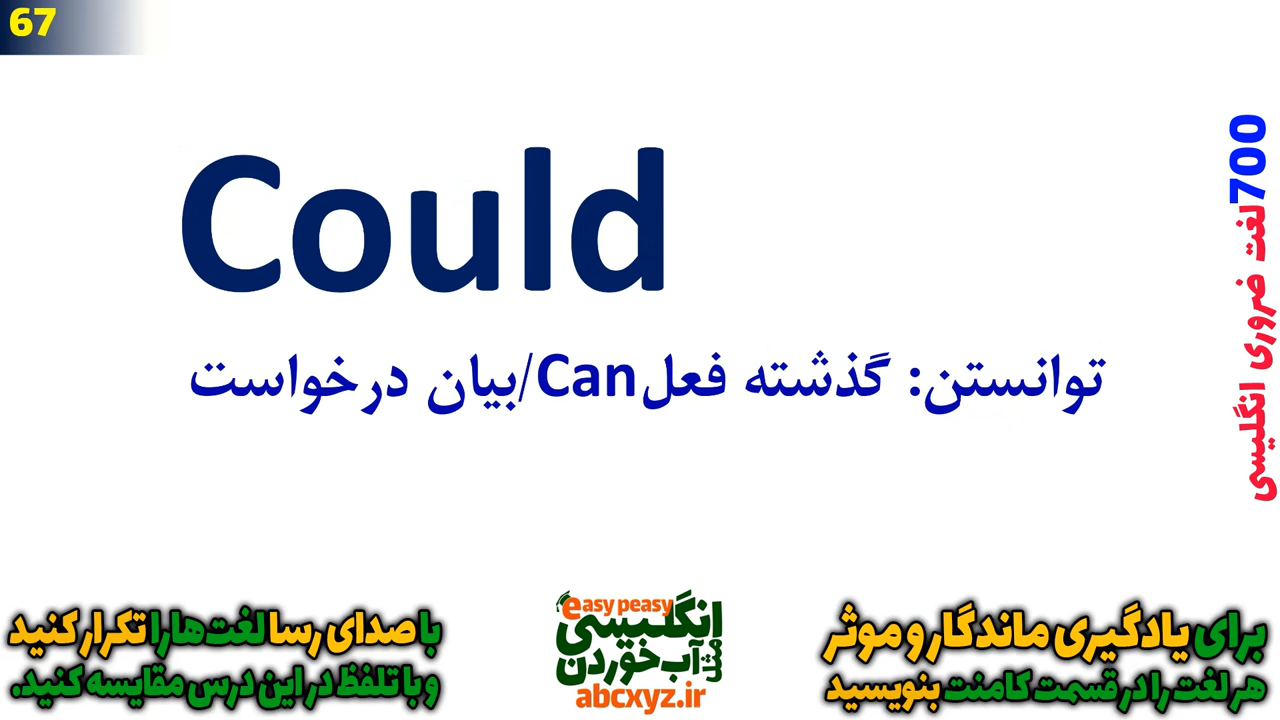 67
Could
توانستن: گذشته فعل Can/بیان درخواست
700 لغت ضروری انگلیسی
برای یادگیری ماندگار و موثر
هر لغت را در قسمت کامنت بنویسید
easy peasy
انگلیسی
مثل آب خوردن
abcxyz.ir
با صدای رسا لغت‌ها را تکرار کنید
و با تلفظ در این درس مقایسه کنید.